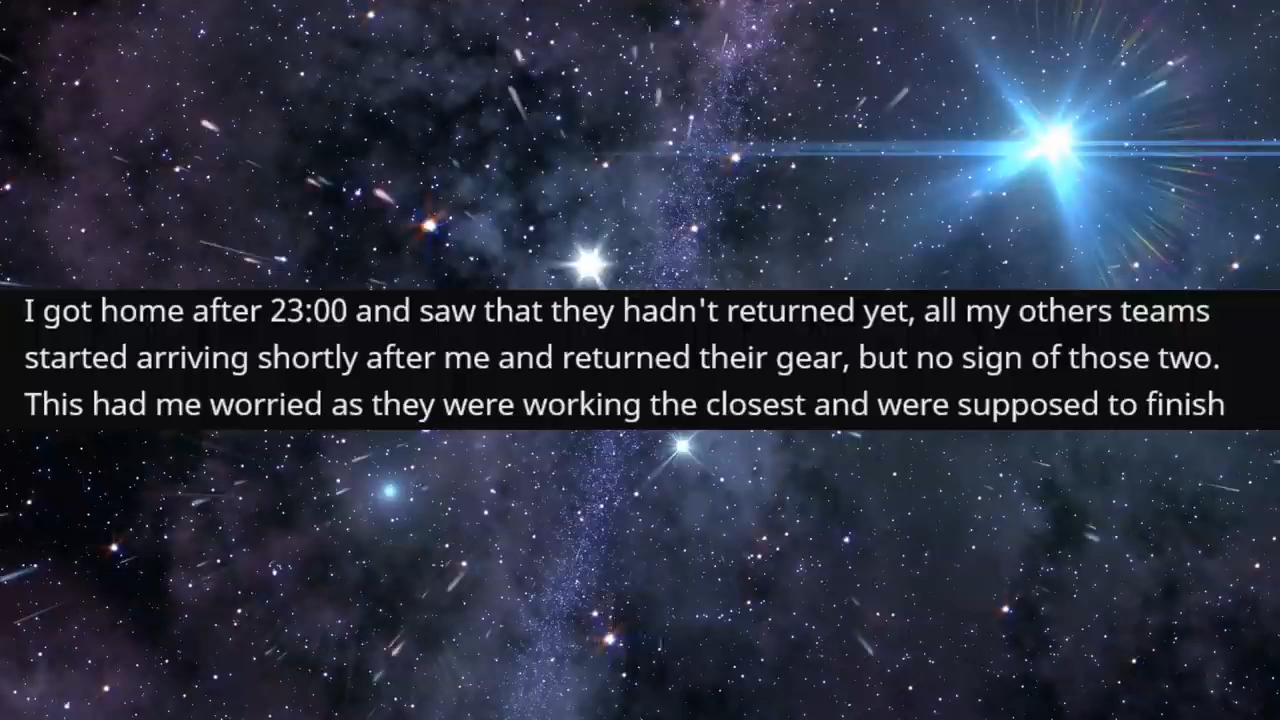 I got home after 23:00 and saw that they hadn't returned yet, all my others teams
started arriving shortly after me and returned their gear, but no sign of those two.
This had me worried as they were working the closest and were supposed to finish